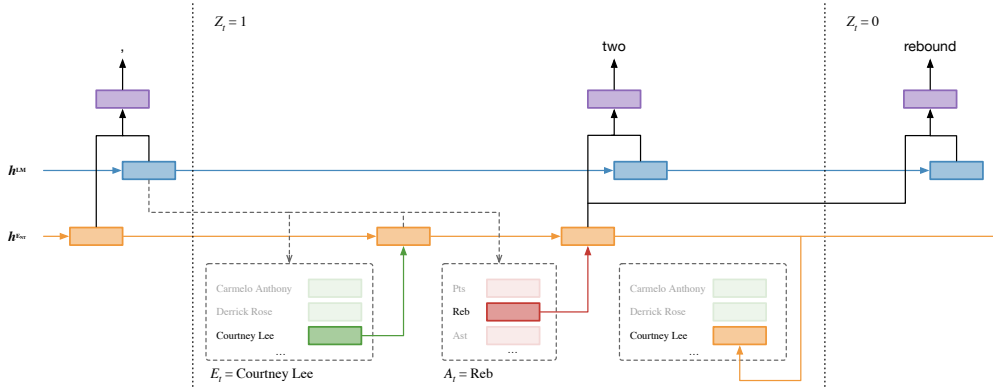 Z_t = 1
Z_t = 0
,
two
rebound
h^LM
h^ENT
Carmelo Anthony
Derrick Rose
Courtney Lee
...
E_t = Courtney Lee
Pts
Reb
Ast
...
A_t = Reb
Carmelo Anthony
Derrick Rose
Courtney Lee
...